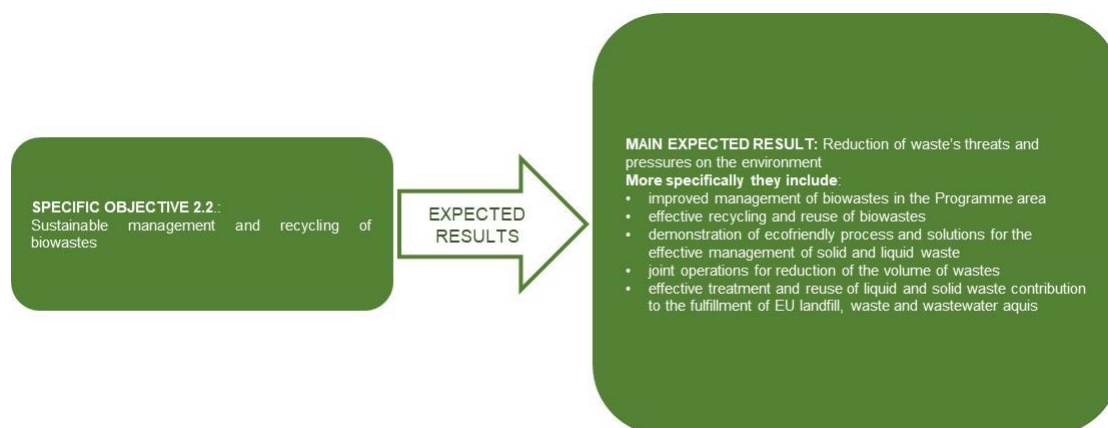 SPECIFIC OBJECTIVE 2.2.:
Sustainable management and recycling of
biowastes
EXPECTED
RESULTS
MAIN EXPECTED RESULT: Reduction of waste's threats and
pressures on the environment
More specifically they include:
• improved management of biowastes in the Programme area
• effective recycling and reuse of biowastes
• demonstration of ecofriendly process and solutions for the
effective management of solid and liquid waste
• joint operations for reduction of the volume of wastes
• effective treatment and reuse of liquid and solid waste contribution
to the fulfillment of EU landfill, waste and wastewater aquis